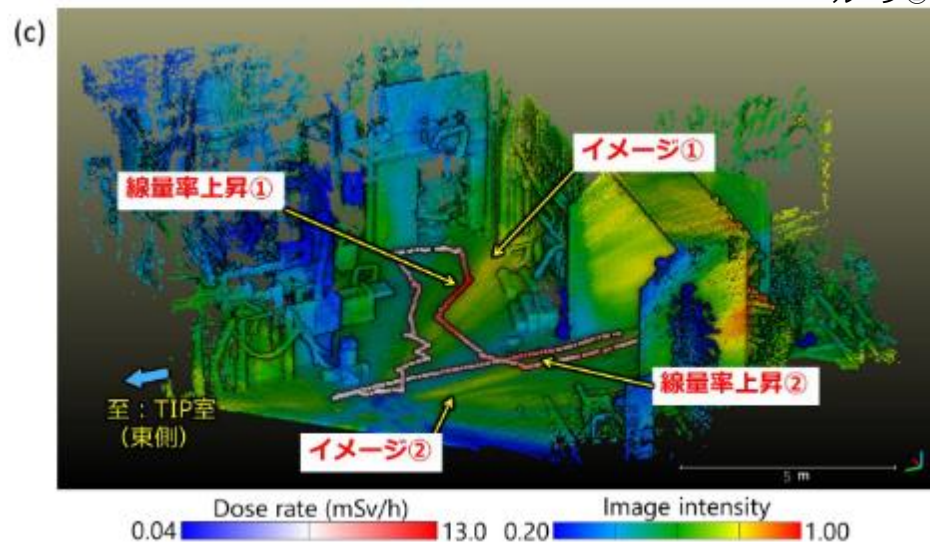 (c)
イメージ①
線量率上昇①
線量率上昇②
至：TIP室
（東側）
イメージ②
5 m
Dose rate (mSv/h)
0.04
13.0
Image intensity
0.20
1.00